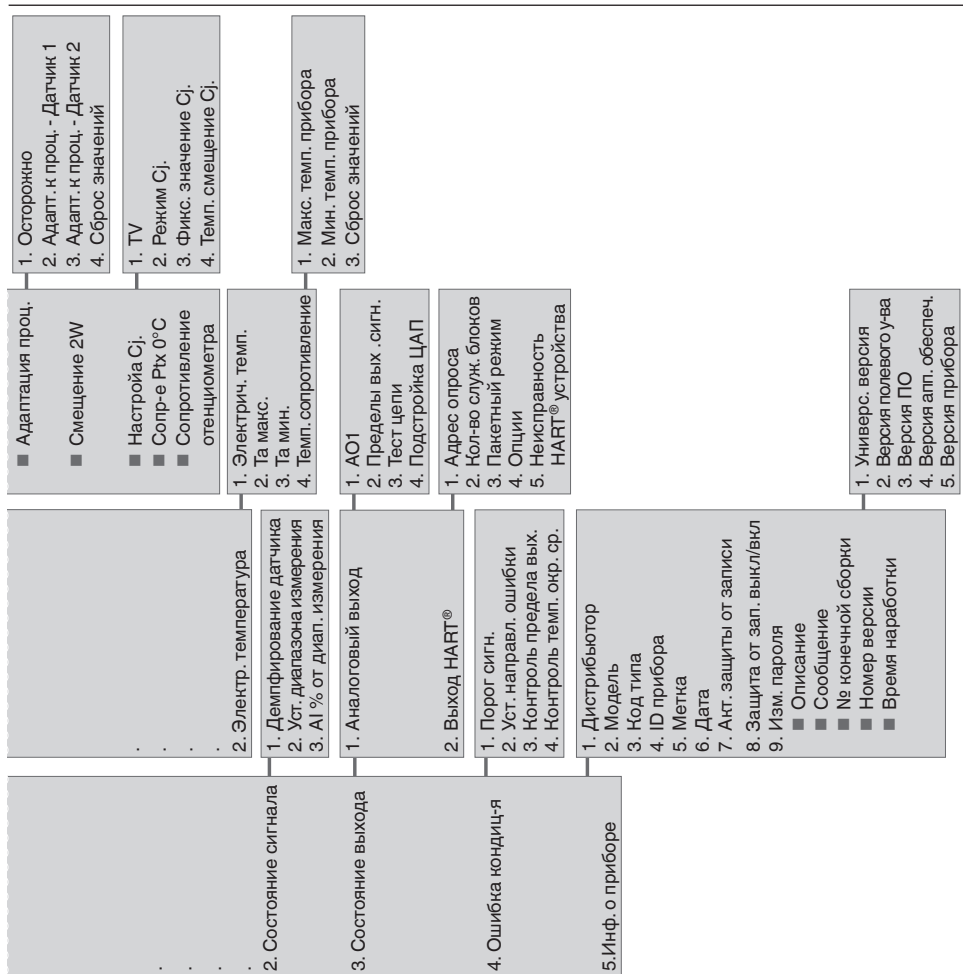 .
.
.
.
2. Состояние сигнала
3. Состояние выхода
4. Ошибка кондиц-я
5.Инф. о приборе
.
.
.
.
2. Электр. температура
1. Демпфирование датчика
2. Уст. диапазона измерения
3. AI % от диап. измерения
1. Аналоговый выход
2. Выход HART®
1. Порог сигн.
2. Уст. направл. ошибки
3. Контроль предела вых.
4. Контроль темп. окр. ср.
1. Дистрибьютор
2. Модель
3. Код типа
4. ID прибора
5. Метка
6. Дата
7. Акт. защиты от записи
8. Защита от зап. выкл/вкл
9. Изм. пароля
■ Описание
■ Сообщение
■ № конечной сборки
■ Номер версии
■ Время наработки
■ Адаптация проц.
■ Смещение 2W
■ Настройа Cj.
■ Сопр-е Ptx 0°C
■ Сопротивление
отенциометра
1. Электрич. темп.
2. Та макс.
3. Та мин.
4. Темп. сопротивление
1. AO1
2. Пределы вых .сигн.
3. Тест цепи
4. Подстройка ЦАП
1. Адрес опроса
2. Кол-во служ. блоков
3. Пакетный режим
4. Опции
5. Неисправность
HART® устройства
1. Осторожно
2. Адапт. к проц. - Датчик 1
3. Адапт. к проц. - Датчик 2
4. Сброс значений
1. TV
2. Режим Cj.
3. Фикс. значение Cj.
4. Темп. смещение Cj.
1. Макс. темп. прибора
2. Мин. темп. прибора
3. Сброс значений
1. Универс. версия
2. Версия полевого у-ва
3. Версия ПО
4. Версия апп. обеспеч.
5. Версия прибора